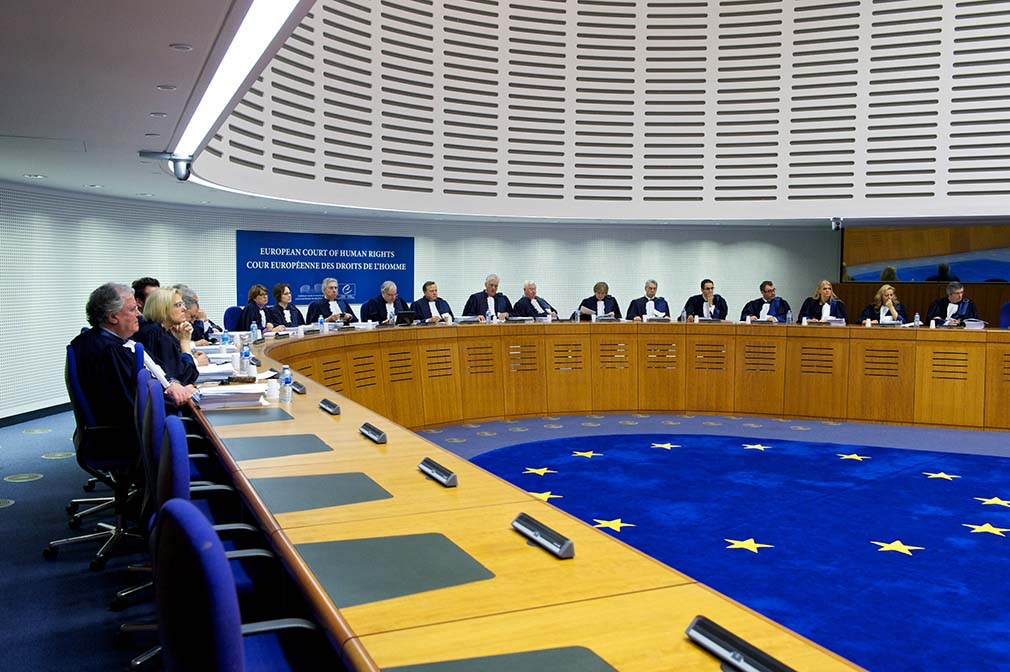 EUROPEAN COURT OF HUMAN RIGHTS
COUR EUROPÉENNE DES DROITS DE L'HOMME